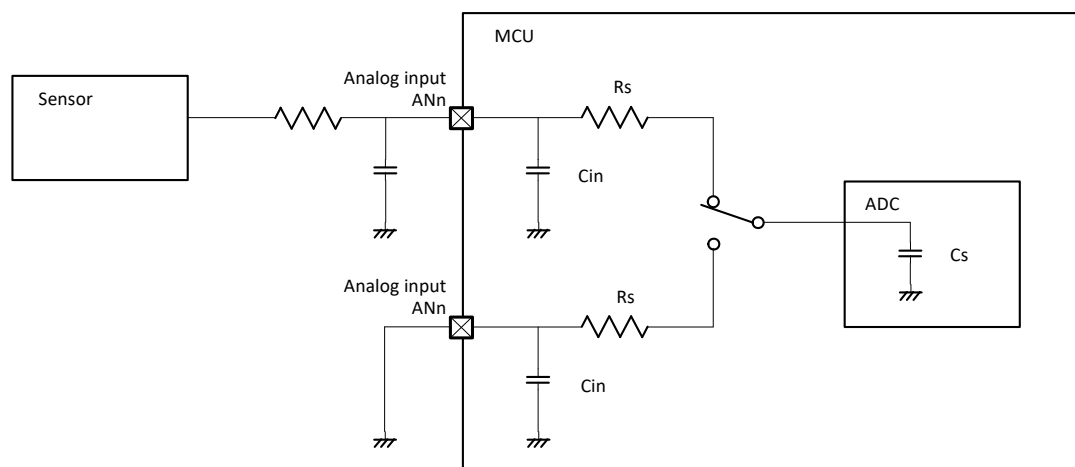 MCU
Sensor
Analog input
ANn
Rs
Cin
ADC
Cs
Analog input
ANn
Rs
Cin